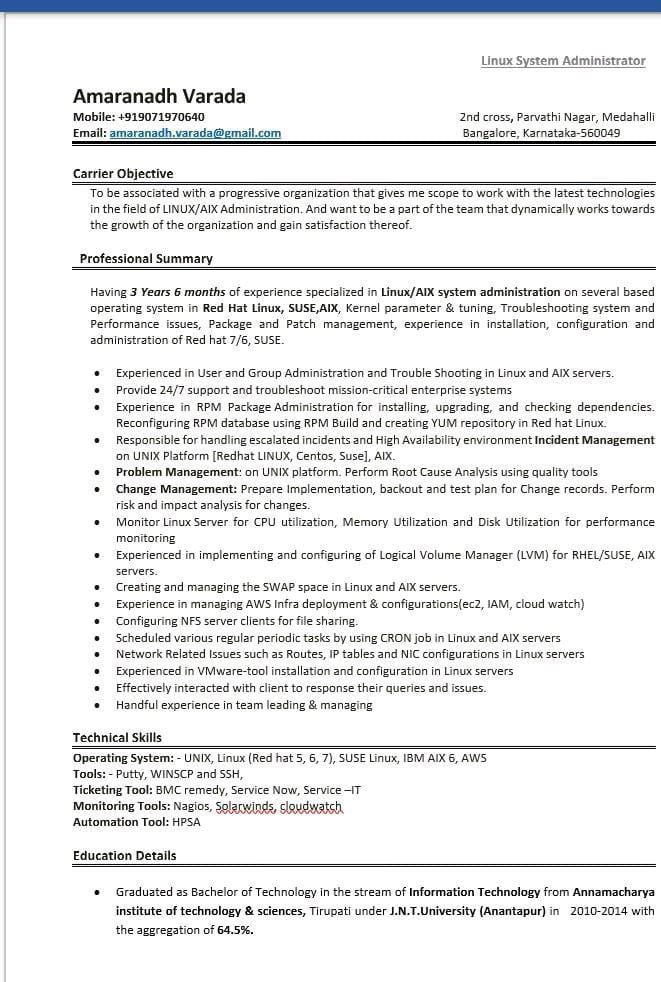 Linux System Administrator
Amaranadh Varada
Mobile: +919071970640 2nd cross, Parvathi Nagar, Medahalli
Email: amaranadh.varada@gmail.com Bangalore, Karnataka-560049
Carrier Objective
To be associated with a progressive organization that gives me scope to work with the latest technologies
in the field of LINUX/AIX Administration. And want to be a part of the team that dynamically works towards
the growth of the organization and gain satisfaction thereof.
Professional Summary
Having 3 Years 6 months of experience specialized in Linux/AIX system administration on several based
operating system in Red Hat Linux, SUSE,AIX, Kernel parameter & tuning, Troubleshooting system and
Performance issues, Package and Patch management, experience in installation, configuration and
administration of Red hat 7/6, SUSE.
• Experienced in User and Group Administration and Trouble Shooting in Linux and AIX servers.
• Provide 24/7 support and troubleshoot mission-critical enterprise systems
• Experience in RPM Package Administration for installing, upgrading, and checking dependencies.
Reconfiguring RPM database using RPM Build and creating YUM repository in Red hat Linux.
• Responsible for handling escalated incidents and High Availability environment Incident Management
on UNIX Platform [Redhat LINUX, Centos, Suse], AIX.
• Problem Management: on UNIX platform. Perform Root Cause Analysis using quality tools
• Change Management: Prepare Implementation, backout and test plan for Change records. Perform
risk and impact analysis for changes.
• Monitor Linux Server for CPU utilization, Memory Utilization and Disk Utilization for performance
monitoring
• Experienced in implementing and configuring of Logical Volume Manager (LVM) for RHEL/SUSE, AIX
servers.
• Creating and managing the SWAP space in Linux and AIX servers.
• Experience in managing AWS Infra deployment & configurations(ec2, IAM, cloud watch)
• Configuring NFS server clients for file sharing.
• Scheduled various regular periodic tasks by using CRON job in Linux and AIX servers
• Network Related Issues such as Routes, IP tables and NIC configurations in Linux servers
• Experienced in VMware-tool installation and configuration in Linux servers
• Effectively interacted with client to response their queries and issues.
• Handful experience in team leading & managing
Technical Skills
Operating System: - UNIX, Linux (Red hat 5, 6, 7), SUSE Linux, IBM AIX 6, AWS
Tools: - Putty, WINSCP and SSH,
Ticketing Tool: BMC remedy, Service Now, Service –IT
Monitoring Tools: Nagios, Solarwinds, cloudwatch
Automation Tool: HPSA
Education Details
• Graduated as Bachelor of Technology in the stream of Information Technology from Annamacharya
institute of technology & sciences, Tirupati under J.N.T.University (Anantapur) in 2010-2014 with
the aggregation of 64.5%.